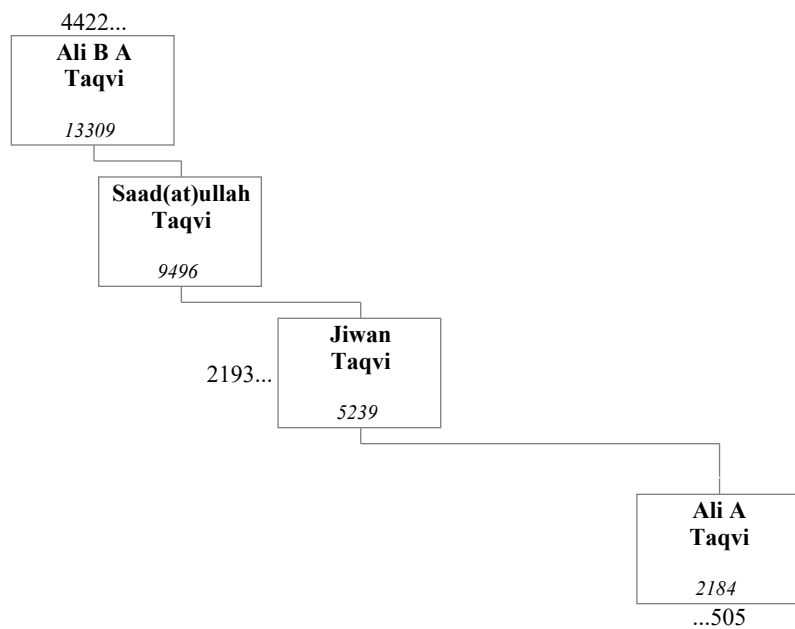 4422...
Ali B A
Taqvi
13309
Saad(at)ullah
Taqvi
9496
Jiwan
Taqvi
2193...
5239
Ali A
Taqvi
2184
...505